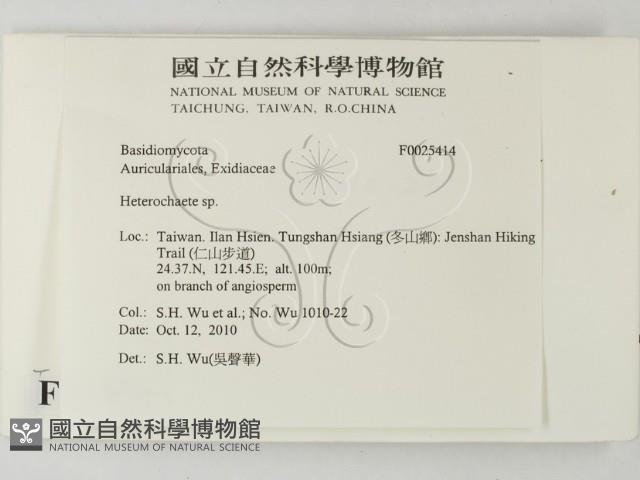 國立自然科學博物館
NATIONAL MUSEUM OF NATURAL SCIENCE
TAICHUNG, TAIWAN, R.O.CHINA
Basidiomycota F0025414
Auriculariales, Exidiaceae
Heterochaete sp.
Loc.: Taiwan. Ilan Hsien. Tungshan Hsiang (冬山鄉): Jenshan Hiking
Trail (仁山步道)
24.37.N, 121.45.E; alt. 100m;
on branch of angiosperm
Col.: S.H. Wu et al.; No. Wu 1010-22
Date: Oct. 12, 2010
Det.: S.H. Wu(吳聲華)
F
國立自然科學博物館
NATIONAL MUSEUM OF NATURAL SCIENCE